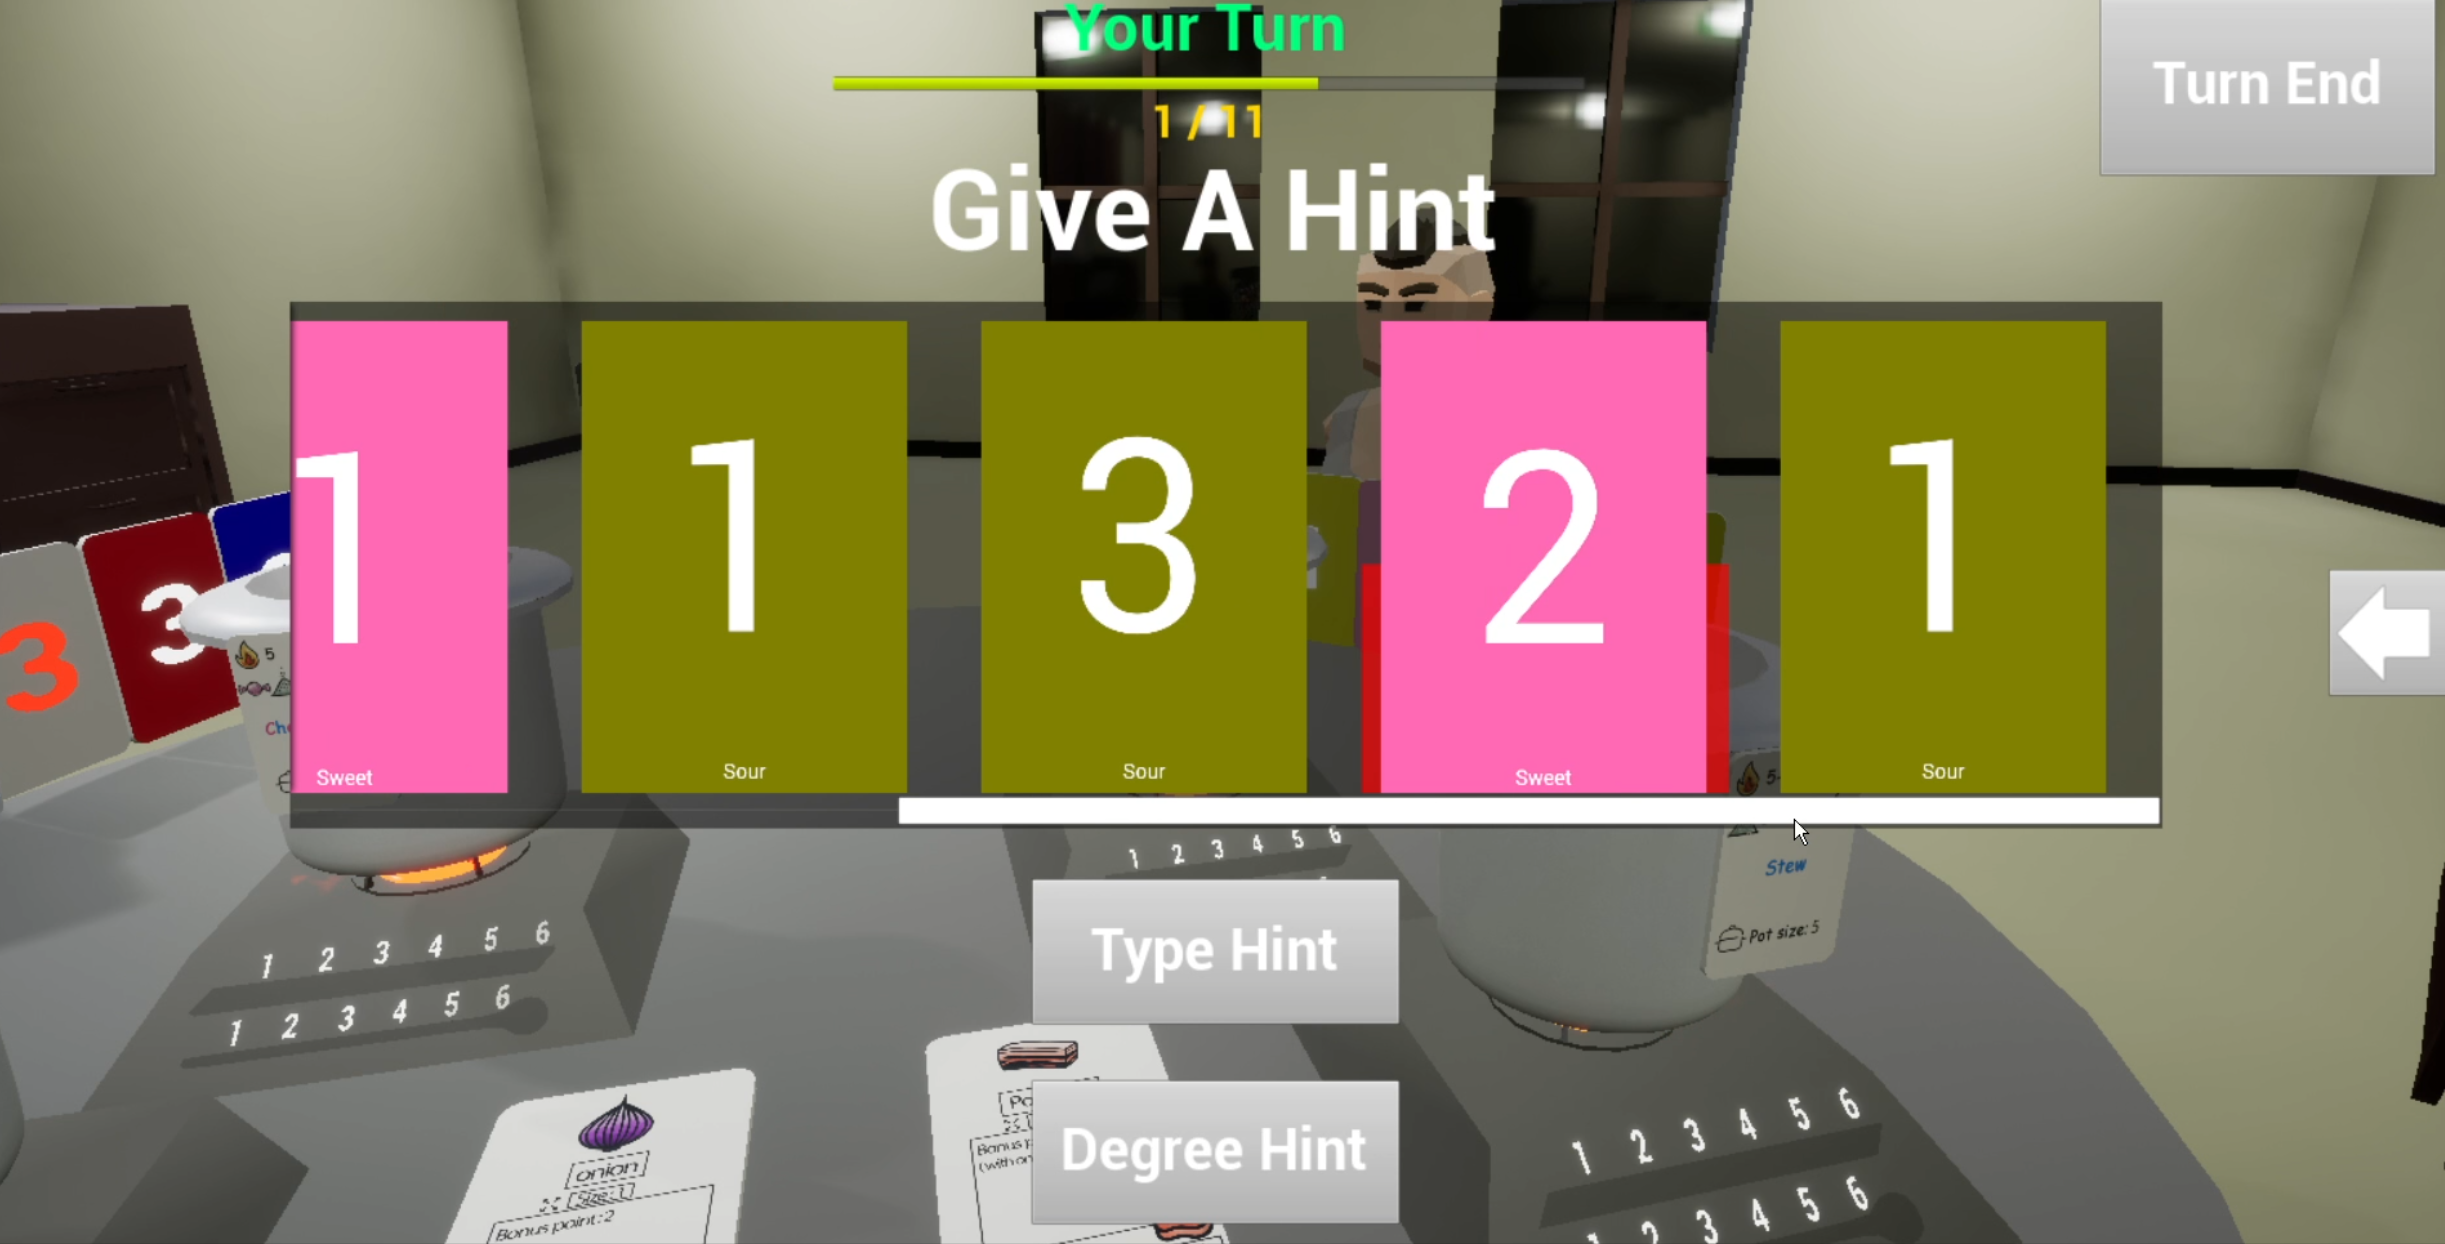 Your Turn
Turn End
1 / 11
Give A Hint
1
Sweet
1
Sour
3
Sour
2
Sweet
1
Sour
3
3
5
1 2 3 4 5 6
Stew
Pot size: 5
Type Hint
1 2 3 4 5 6
1 2 3 4 5 6
onion
Size: 1
Bonus point: 2
Degree Hint
1 2 3 4 5 6
1 2 3 4 5 6